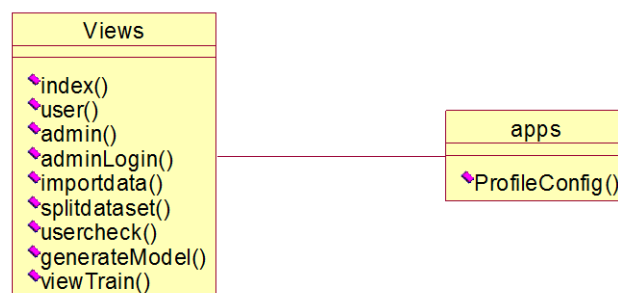 Views
index()
user()
admin()
adminLogin()
importdata()
splitdataset()
usercheck()
generateModel()
viewTrain()
apps
ProfileConfig()